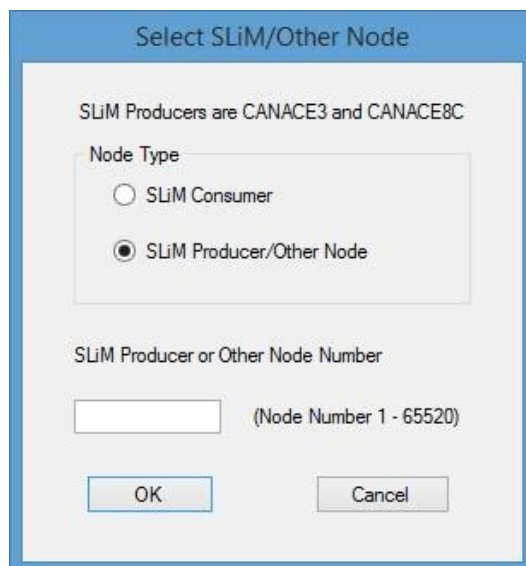 Select SLiM/Other Node
SLiM Producers are CANACE3 and CANACE8C
Node Type
SLiM Consumer
SLiM Producer/Other Node
SLiM Producer or Other Node Number
(Node Number 1 - 65520)
OK Cancel